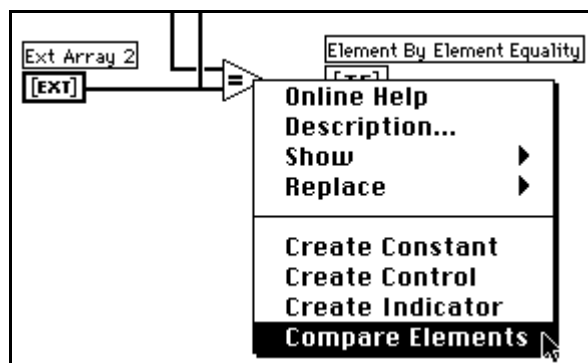 Ext Array 2
[EXT]
=
Element By Element Equality
[TF]
Online Help
Description...
Show
Replace
Create Constant
Create Control
Create Indicator
Compare Elements